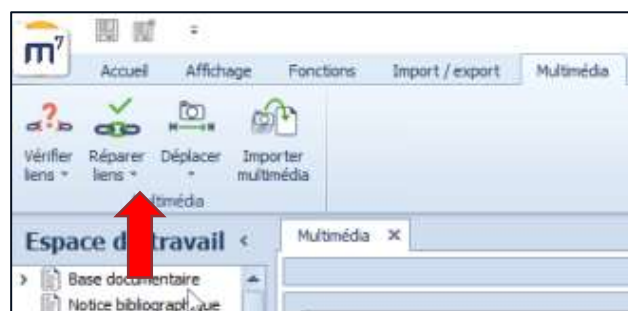 m7
Accueil Affichage Fonctions Import / export Multimédia
Vérifier Réparer Déplacer Importer
liens liens multimédia
timédia
Espace d travail <
Multimédia ×
Base documentaire
Notice bibliographique